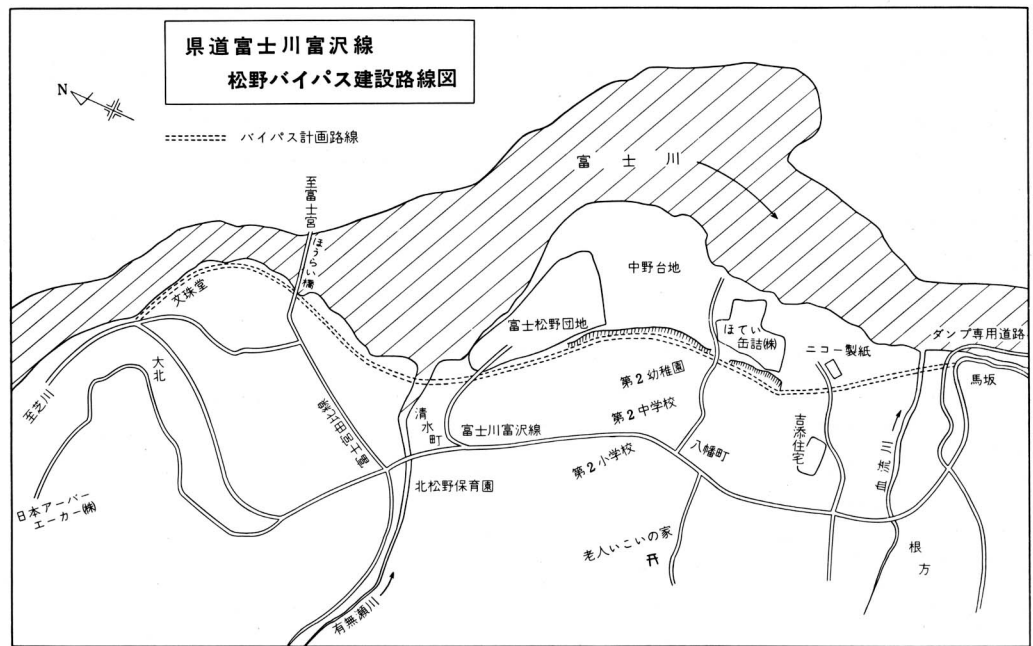 県道富士川富沢線
松野バイパス建設路線図
N
バイパス計画路線
富士川
至富士宮
ほうらい橋
文珠堂
中野台地
富士松野団地
ほてい
缶詰㈱
ニコー製紙
ダンプ専用道路
馬坂
大北
至芝川
富士宮由比線
清水町
富士川富沢線
第2幼稚園
第2中学校
第2小学校
八幡町
吉添住宅
血流川
日本アーバー
エーカー㈱
北松野保育園
老人いこいの家
根方
有無瀬川